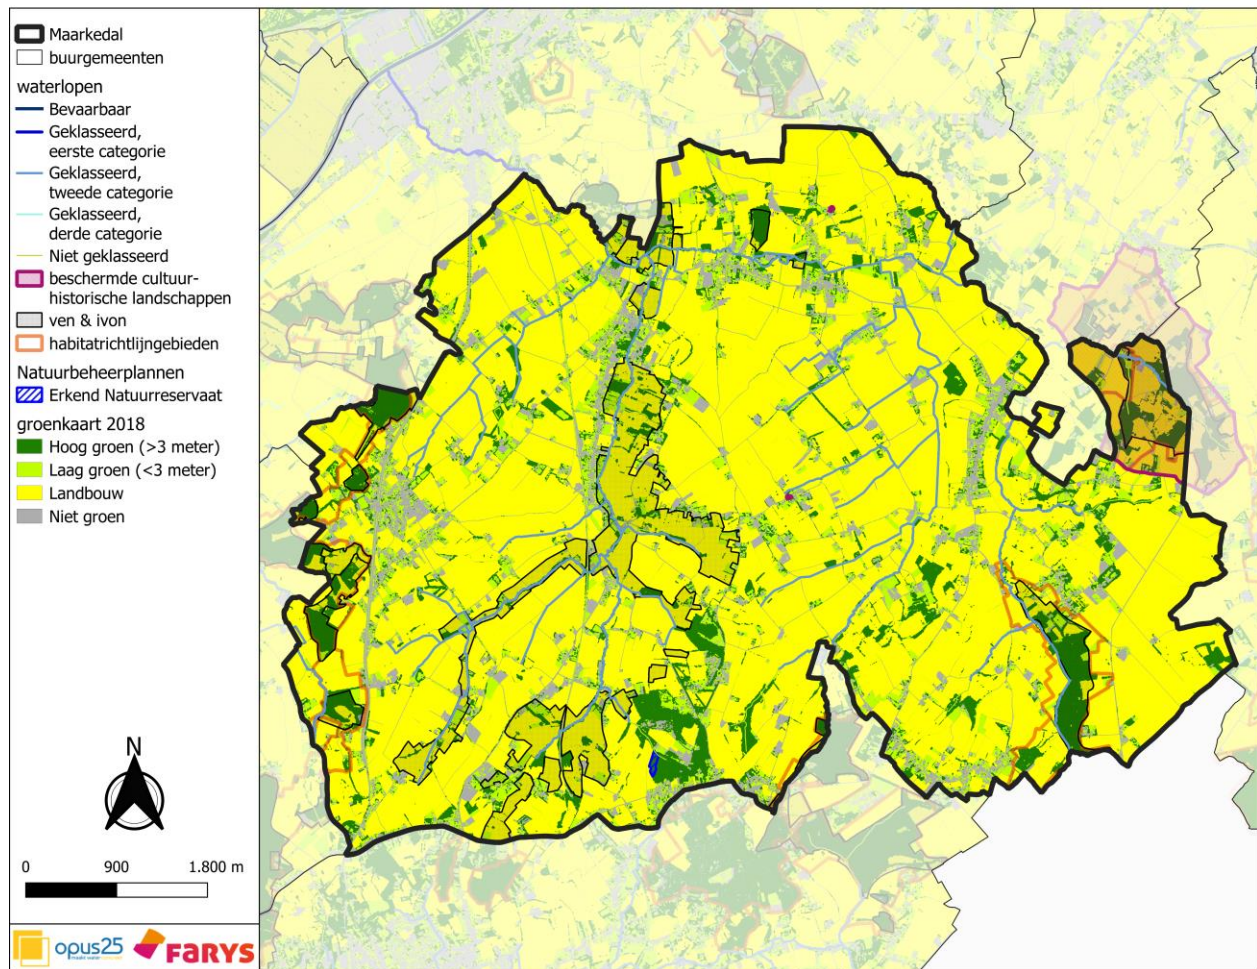 Maarkedal
buurgemeenten
waterlopen
Bevaarbaar
Geklasseerd,
eerste categorie
Geklasseerd,
tweede categorie
Geklasseerd,
derde categorie
Niet geklasseerd
beschermde cultuur-
historische landschappen
ven & ivon
habitatrichtlijngebieden
Natuurbeheerplannen
Erkend Natuurreservaat
groenkaart 2018
Hoog groen (>3 meter)
Laag groen (<3 meter)
Landbouw
Niet groen
N
0 900 1.800 m
opus25
maakt water
FARYS